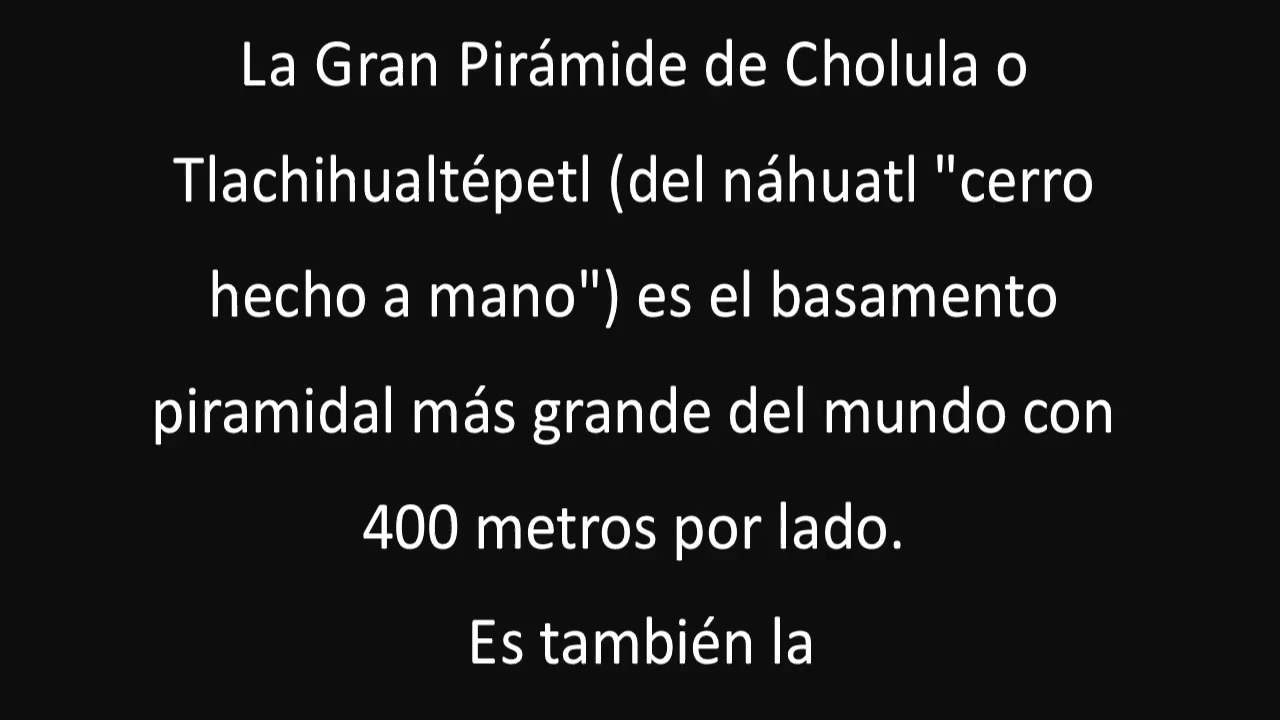 La Gran Pirámide de Cholula o
Tlachihualtépetl (del náhuatl "cerro
hecho a mano") es el basamento
piramidal más grande del mundo con
400 metros por lado.
Es también la